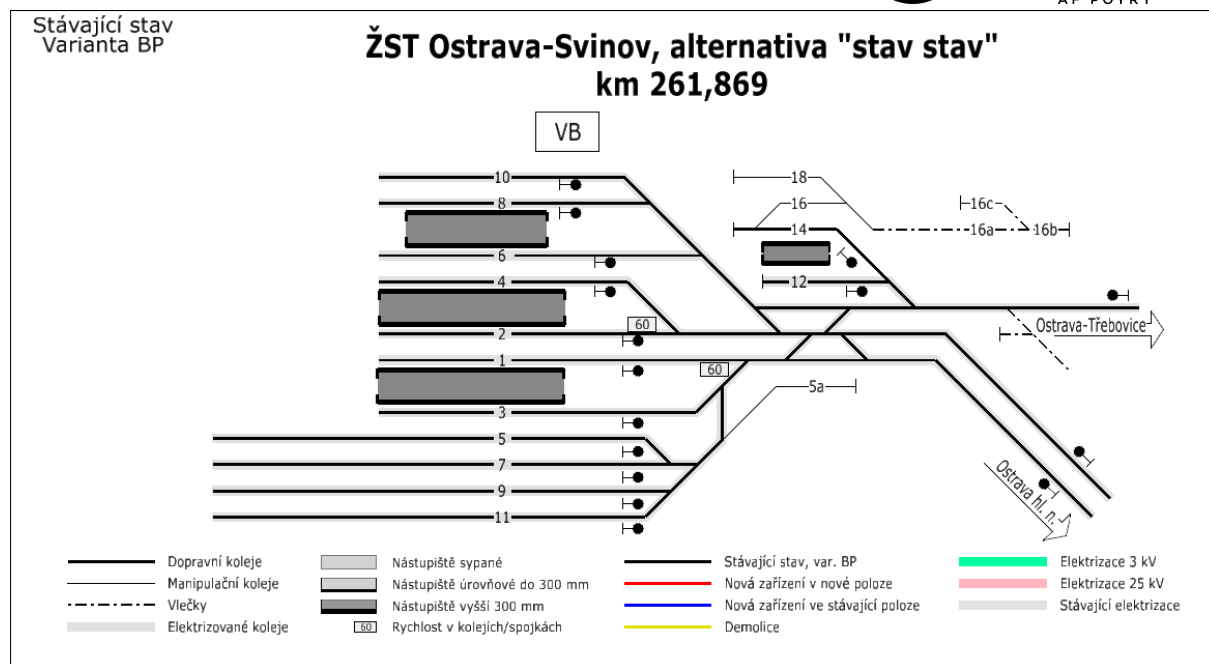 AF PÖYRY
Stávající stav
Varianta BP
ŽST Ostrava-Svinov, alternativa "stav stav"
km 261,869
VB
10
18
8
16
16c
14
16a
16b
6
4
12
60
Ostrava-Třebovice
2
1
60
5a
3
5
7
Ostrava hl. n.
9
11
Dopravní koleje
Nástupiště sypané
Stávající stav, var. BP
Elektrizace 3 kV
Manipulační koleje
Nástupiště úrovňové do 300 mm
Nová zařízení v nové poloze
Elektrizace 25 kV
Vlečky
Nástupiště vyšší 300 mm
Nová zařízení ve stávající poloze
Stávající elektrizace
Elektrizované koleje
60
Rychlost v kolejích/spojkách
Demolice